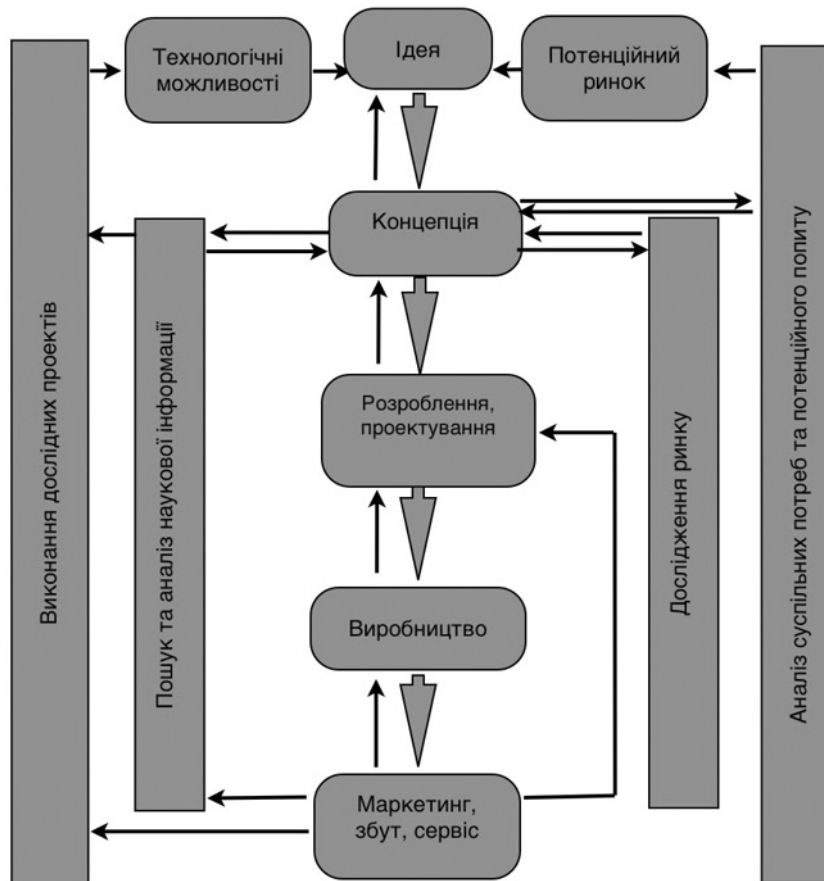 Технологічні
можливості
Ідея
Потенційний
ринок
Концепція
Розроблення,
проектування
Виробництво
Маркетинг,
збут, сервіс
Виконання дослідних проектів
Пошук та аналіз наукової інформації
Дослідження ринку
Аналіз суспільних потреб та потенційного попиту